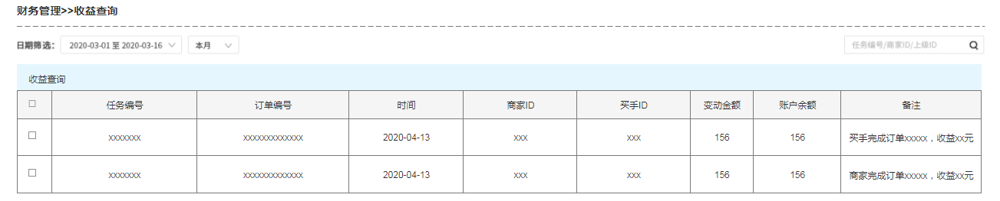 财务管理>>收益查询
日期筛选： 2020-03-01 至 2020-03-16 本月 任务编号/商家ID/上级ID
收益查询
任务编号 订单编号 时间 商家ID 买手ID 变动金额 账户余额 备注
xxxxxxx xxxxxxxxxxxxx 2020-04-13 xxx xxx 156 156 买手完成订单xxxxx，收益xx元
xxxxxxx xxxxxxxxxxxxx 2020-04-13 xxx xxx 156 156 商家完成订单xxxxx，收益xx元